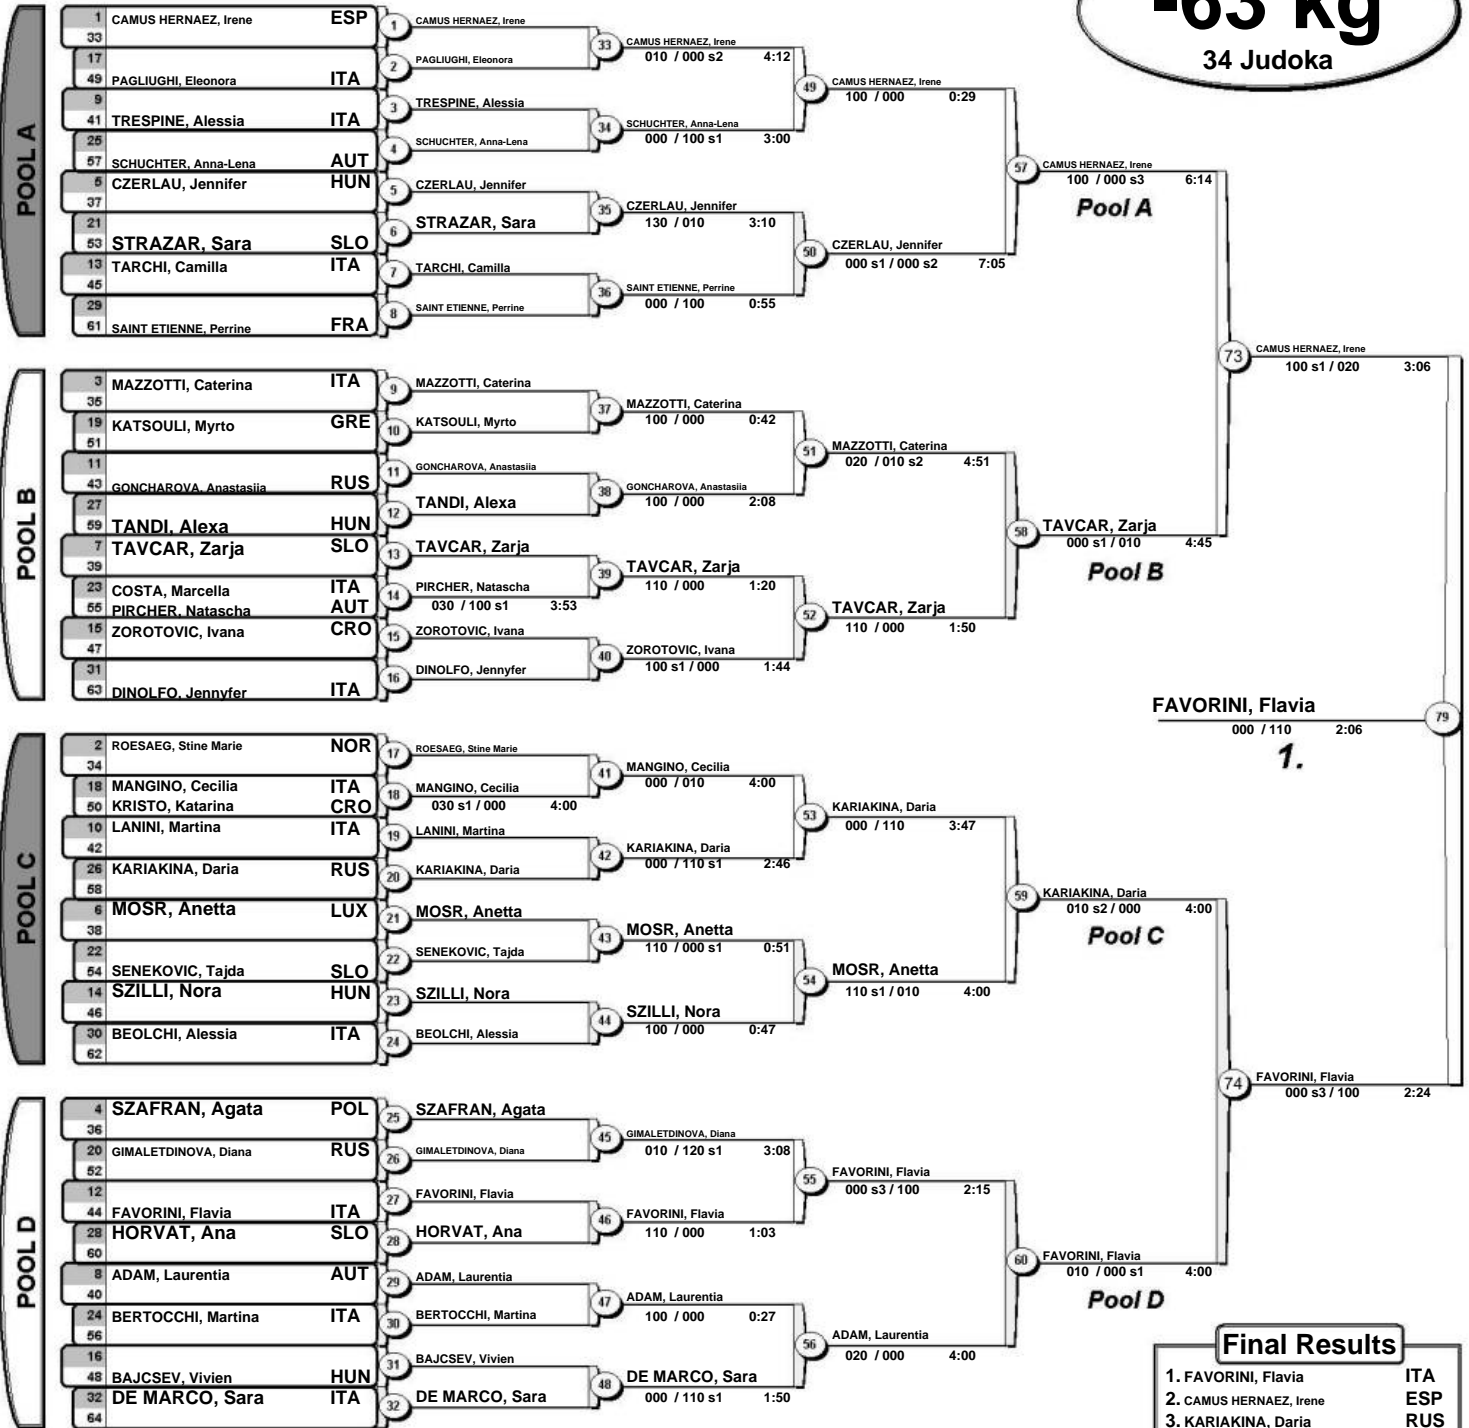 -63 kg
34 Judoka
POOL A
1 CAMUS HERNAEZ, Irene ESP
33
17
49 PAGLIUGHI, Eleonora ITA
9
41 TRESPINE, Alessia ITA
25
57 SCHUCHTER, Anna-Lena AUT
5 CZERLAU, Jennifer HUN
37
21
53 STRAZAR, Sara SLO
13 TARCHI, Camilla ITA
45
29
61 SAINT ETIENNE, Perrine FRA
1 CAMUS HERNAEZ, Irene
2 PAGLIUGHI, Eleonora
3 TRESPINE, Alessia
4 SCHUCHTER, Anna-Lena
5 CZERLAU, Jennifer
6 STRAZAR, Sara
7 TARCHI, Camilla
8 SAINT ETIENNE, Perrine
33 CAMUS HERNAEZ, Irene
010 / 000 s2 4:12
34 SCHUCHTER, Anna-Lena
000 / 100 s1 3:00
35 CZERLAU, Jennifer
130 / 010 3:10
36 SAINT ETIENNE, Perrine
000 / 100 0:55
49 CAMUS HERNAEZ, Irene
100 / 000 0:29
50 CZERLAU, Jennifer
000 s1 / 000 s2 7:05
57 CAMUS HERNAEZ, Irene
100 / 000 s3 6:14
Pool A
POOL B
3 MAZZOTTI, Caterina ITA
35
19 KATSOULI, Myrto GRE
51
11
43 GONCHAROVA, Anastasiia RUS
27
59 TANDI, Alexa HUN
7 TAVCAR, Zarja SLO
39
23 COSTA, Marcella ITA
55 PIRCHER, Natascha AUT
15 ZOROTOVIC, Ivana CRO
47
31
63 DINOLFO, Jennyfer ITA
9 MAZZOTTI, Caterina
10 KATSOULI, Myrto
11 GONCHAROVA, Anastasiia
12 TANDI, Alexa
13 TAVCAR, Zarja
14 PIRCHER, Natascha
030 / 100 s1 3:53
15 ZOROTOVIC, Ivana
16 DINOLFO, Jennyfer
37 MAZZOTTI, Caterina
100 / 000 0:42
38 GONCHAROVA, Anastasiia
100 / 000 2:08
39 TAVCAR, Zarja
110 / 000 1:20
40 ZOROTOVIC, Ivana
100 s1 / 000 1:44
51 MAZZOTTI, Caterina
020 / 010 s2 4:51
52 TAVCAR, Zarja
110 / 000 1:50
58 TAVCAR, Zarja
000 s1 / 010 4:45
Pool B
73 CAMUS HERNAEZ, Irene
100 s1 / 020 3:06
FAVORINI, Flavia 79
000 / 110 2:06
1.
POOL C
2 ROESAEG, Stine Marie NOR
34
18 MANGINO, Cecilia ITA
50 KRISTO, Katarina CRO
10 LANINI, Martina ITA
42
26 KARIAKINA, Daria RUS
58
6 MOSR, Anetta LUX
38
22
54 SENEKOVIC, Tajda SLO
14 SZILLI, Nora HUN
46
30 BEOLCHI, Alessia ITA
62
17 ROESAEG, Stine Marie
18 MANGINO, Cecilia
030 s1 / 000 4:00
19 LANINI, Martina
20 KARIAKINA, Daria
21 MOSR, Anetta
22 SENEKOVIC, Tajda
23 SZILLI, Nora
24 BEOLCHI, Alessia
41 MANGINO, Cecilia
000 / 010 4:00
42 KARIAKINA, Daria
000 / 110 s1 2:46
43 MOSR, Anetta
110 / 000 s1 0:51
44 SZILLI, Nora
100 / 000 0:47
53 KARIAKINA, Daria
000 / 110 3:47
54 MOSR, Anetta
110 s1 / 010 4:00
59 KARIAKINA, Daria
010 s2 / 000 4:00
Pool C
POOL D
4 SZAFRAN, Agata POL
36
20 GIMALETDINOVA, Diana RUS
52
12
44 FAVORINI, Flavia ITA
28 HORVAT, Ana SLO
60
8 ADAM, Laurentia AUT
40
24 BERTOCCHI, Martina ITA
56
16
48 BAJCSEV, Vivien HUN
32 DE MARCO, Sara ITA
64
25 SZAFRAN, Agata
26 GIMALETDINOVA, Diana
27 FAVORINI, Flavia
28 HORVAT, Ana
29 ADAM, Laurentia
30 BERTOCCHI, Martina
31 BAJCSEV, Vivien
32 DE MARCO, Sara
45 GIMALETDINOVA, Diana
010 / 120 s1 3:08
46 FAVORINI, Flavia
110 / 000 1:03
47 ADAM, Laurentia
100 / 000 0:27
48 DE MARCO, Sara
000 / 110 s1 1:50
55 FAVORINI, Flavia
000 s3 / 100 2:15
56 ADAM, Laurentia
020 / 000 4:00
60 FAVORINI, Flavia
010 / 000 s1 4:00
Pool D
74 FAVORINI, Flavia
000 s3 / 100 2:24
Final Results
1. FAVORINI, Flavia ITA
2. CAMUS HERNAEZ, Irene ESP
3. KARIAKINA, Daria RUS